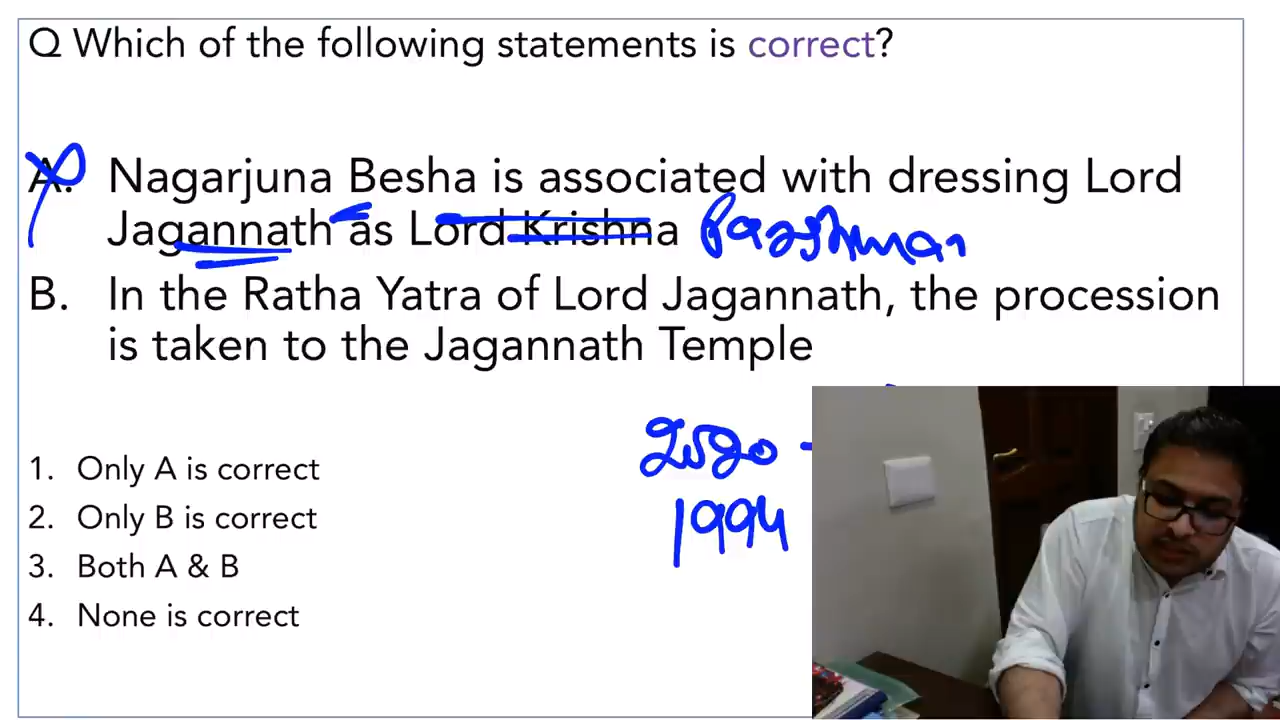 Q Which of the following statements is correct?
A. Nagarjuna Besha is associated with dressing Lord
Jagannath as Lord Krishna
B. In the Ratha Yatra of Lord Jagannath, the procession
is taken to the Jagannath Temple
2020 -
1994
1. Only A is correct
2. Only B is correct
3. Both A & B
4. None is correct